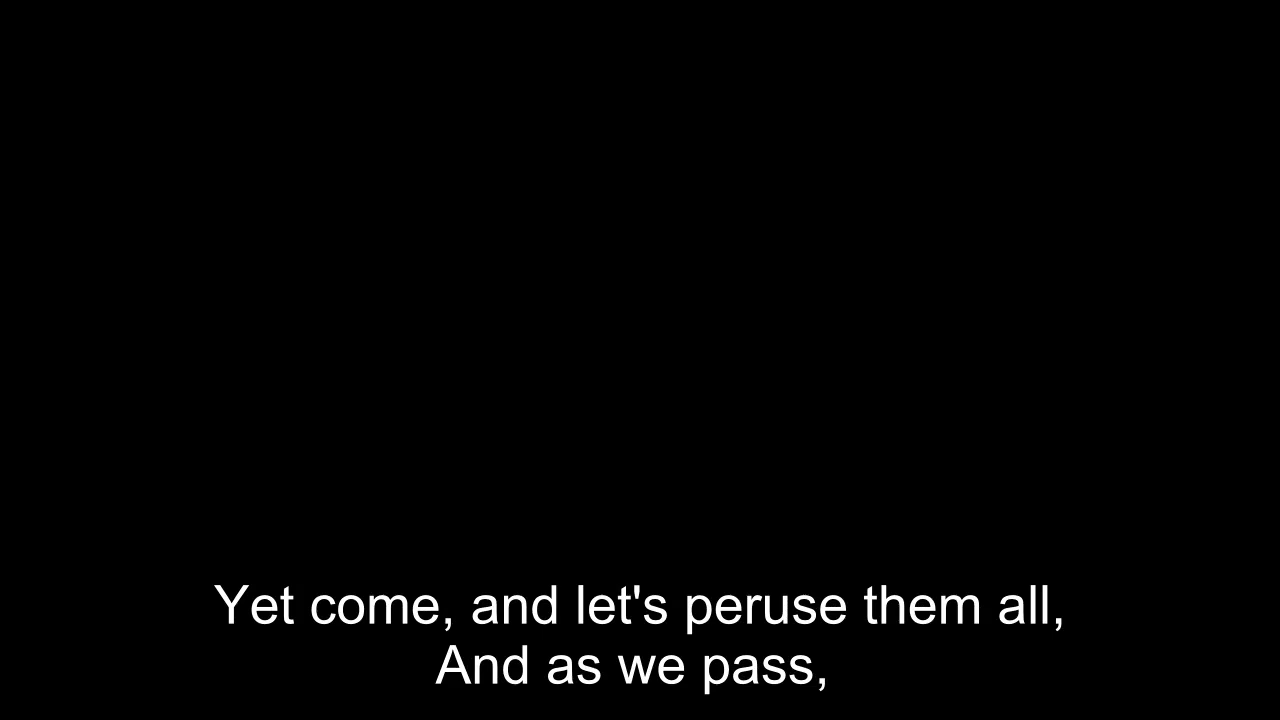 Yet come, and let's peruse them all,
And as we pass,